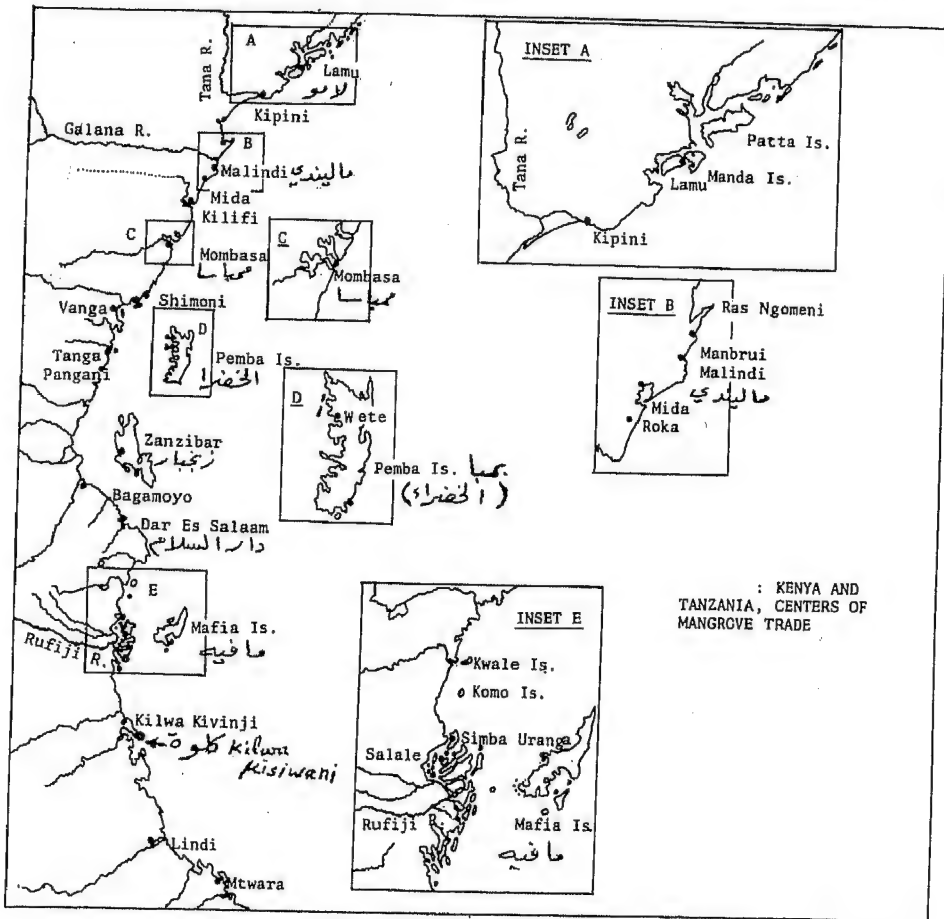 A
Tana R.
Lamu
لامو
Kipini
Galana R.
B
Malindi ماليندي
Mida
Kilifi
C
Mombasa
ممباسا
Vanga
Shimoni
D
Tanga
Pangani
Pemba Is.
الخضرا
Zanzibar
زنجبار
Bagamoyo
Dar Es Salaam
دار السلام
E
Rufiji R.
Mafia Is.
مافيه
Kilwa Kivinji
كلوة Kilwa
Kisiwani
Lindi
Mtwara
C
Mombasa
ممباسا
D
Wete
Pemba Is. بمبا
(الخضراء)
INSET A
Tana R.
Patta Is.
Manda Is.
Lamu
Kipini
INSET B
Ras Ngomeni
Manbrui
Malindi
ماليندي
Mida
Roka
INSET E
Kwale Is.
Komo Is.
Simba Uranga
Salale
Rufiji R.
Mafia Is.
مافيه
: KENYA AND
TANZANIA, CENTERS OF
MANGROVE TRADE